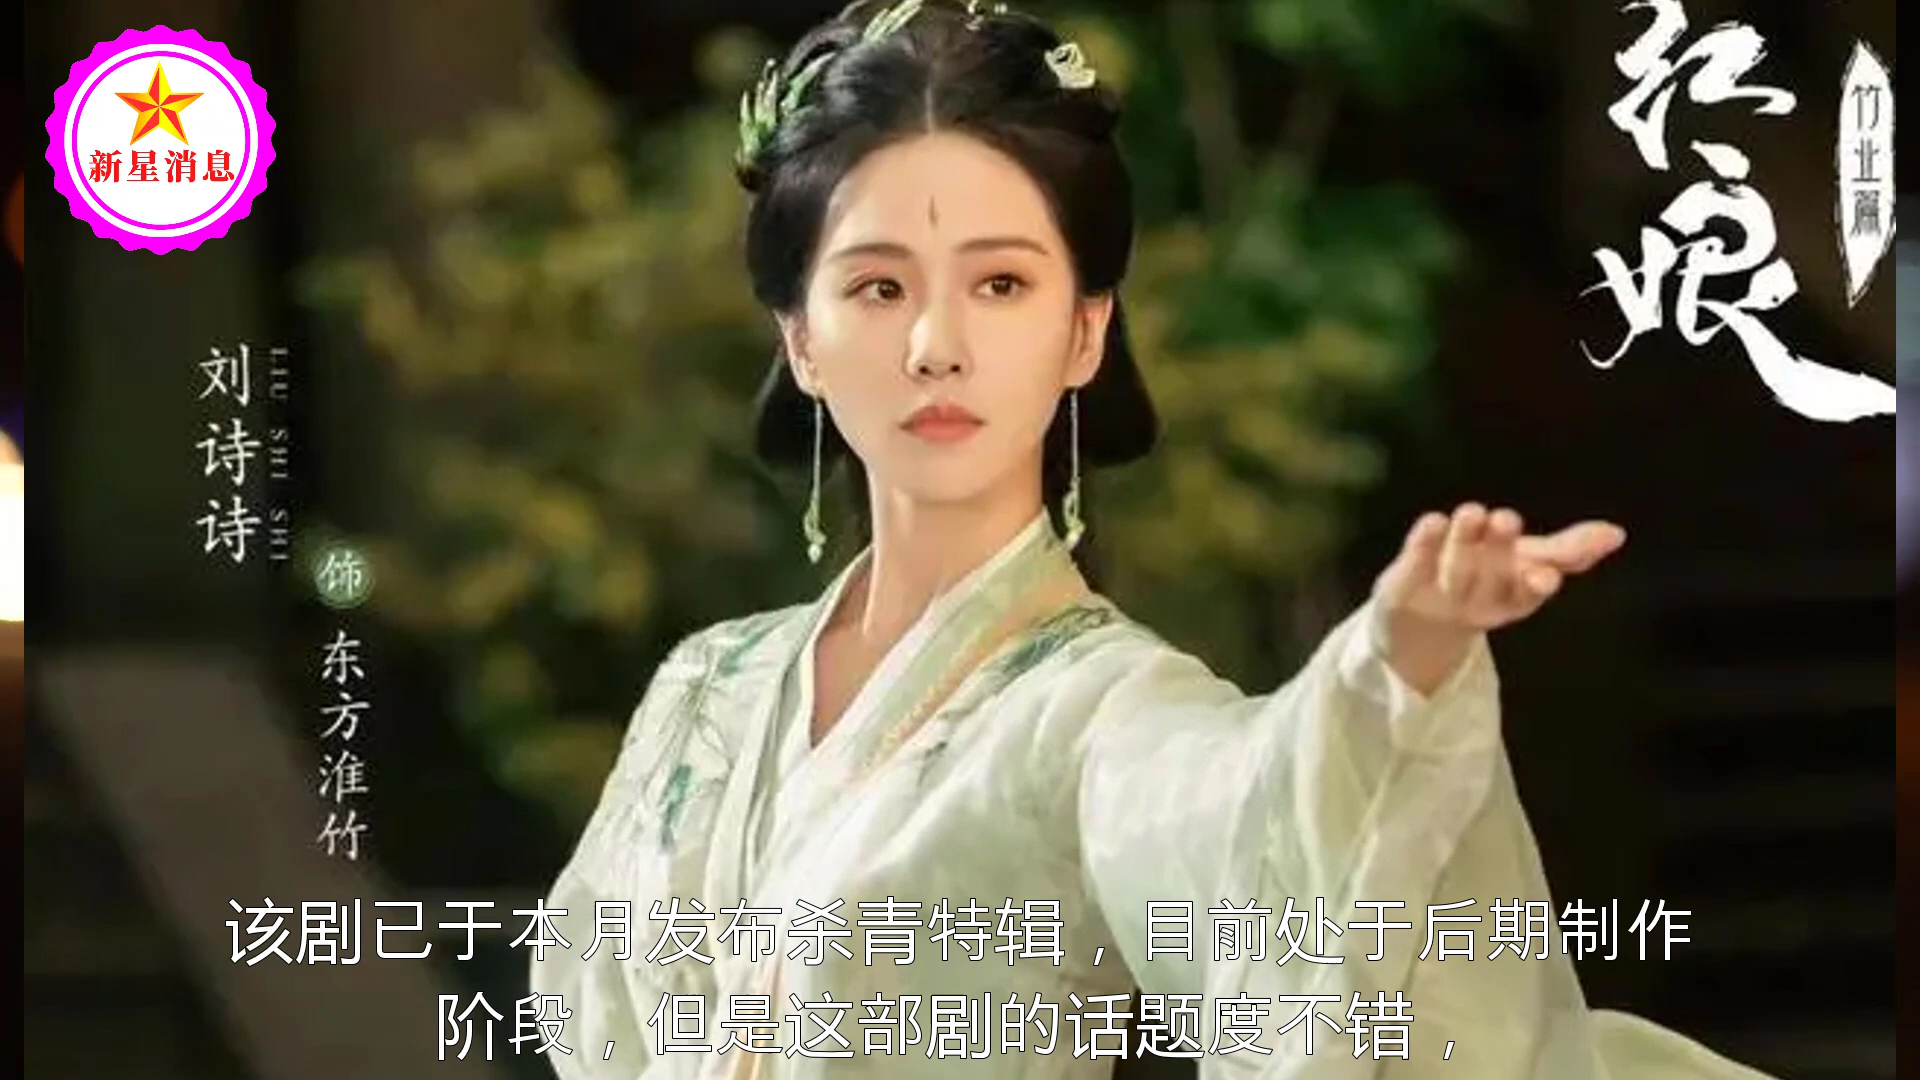 新星消息
红娘
竹业篇
刘诗诗
LIU SHI SHI
饰
东方淮竹
该剧已于本月发布杀青特辑，目前处于后期制作
阶段，但是这部剧的话题度不错，